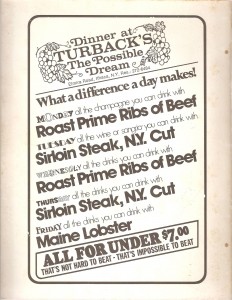 Dinner at
TURBACK'S
The Possible
Dream
Elmira Road, Ithaca, N.Y. Res.:
What a difference a day makes!
MONDAY all the champagne you can drink with
Roast Prime Ribs of Beef
TUESDAY all the wine or sangria you can drink with
Sirloin Steak, N.Y. Cut
WEDNESDAY all the drinks you can drink with
Roast Prime Ribs of Beef
THURSDAY all the drinks you can drink with
Sirloin Steak, N.Y. Cut
FRIDAY all the drinks you can drink with
Maine Lobster
ALL FOR UNDER $7.00
THAT'S NOT HARD TO BEAT - THAT'S IMPOSSIBLE TO BEAT